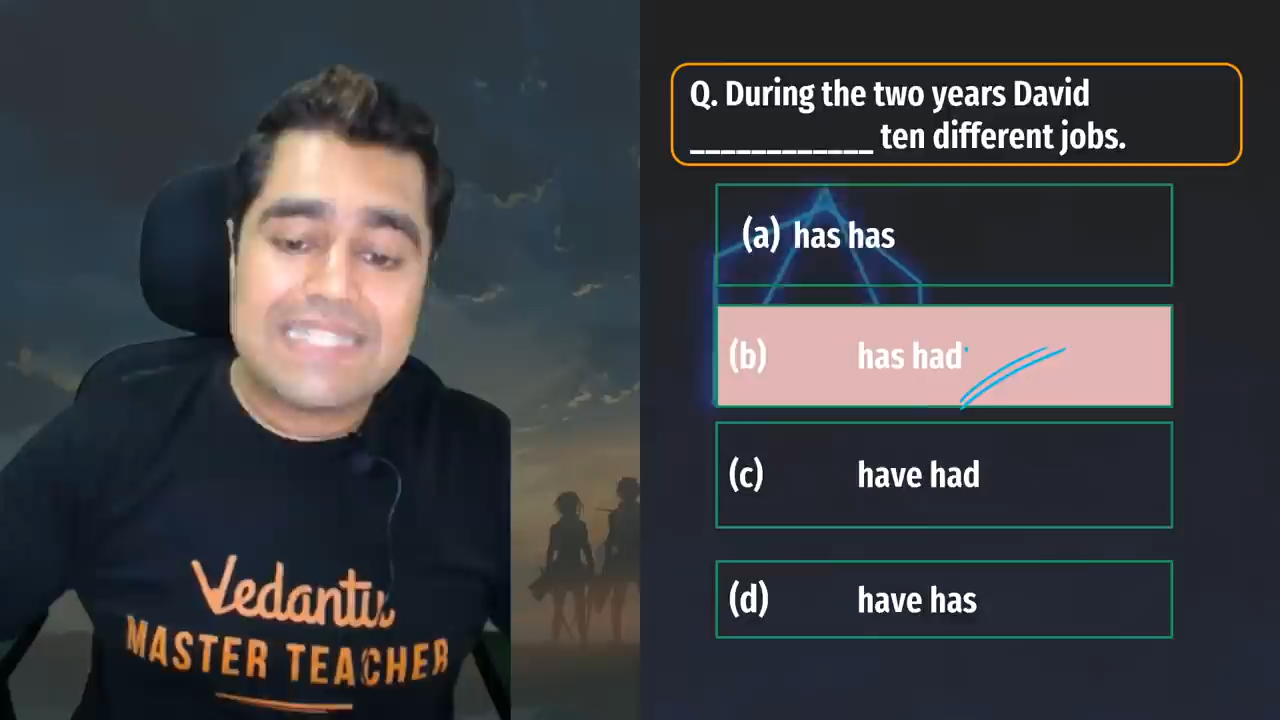 Q. During the two years David
____________ ten different jobs.
(a) has has
(b) has had
(c) have had
(d) have has
Vedantu
MASTER TEACHER